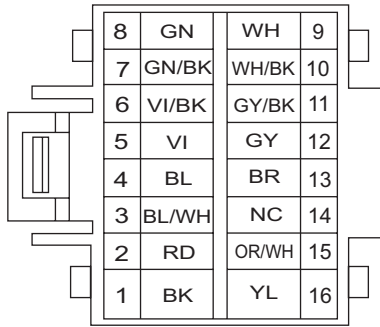 8 GN WH 9
7 GN/BK WH/BK 10
6 VI/BK GY/BK 11
5 VI GY 12
4 BL BR 13
3 BL/WH NC 14
2 RD OR/WH 15
1 BK YL 16